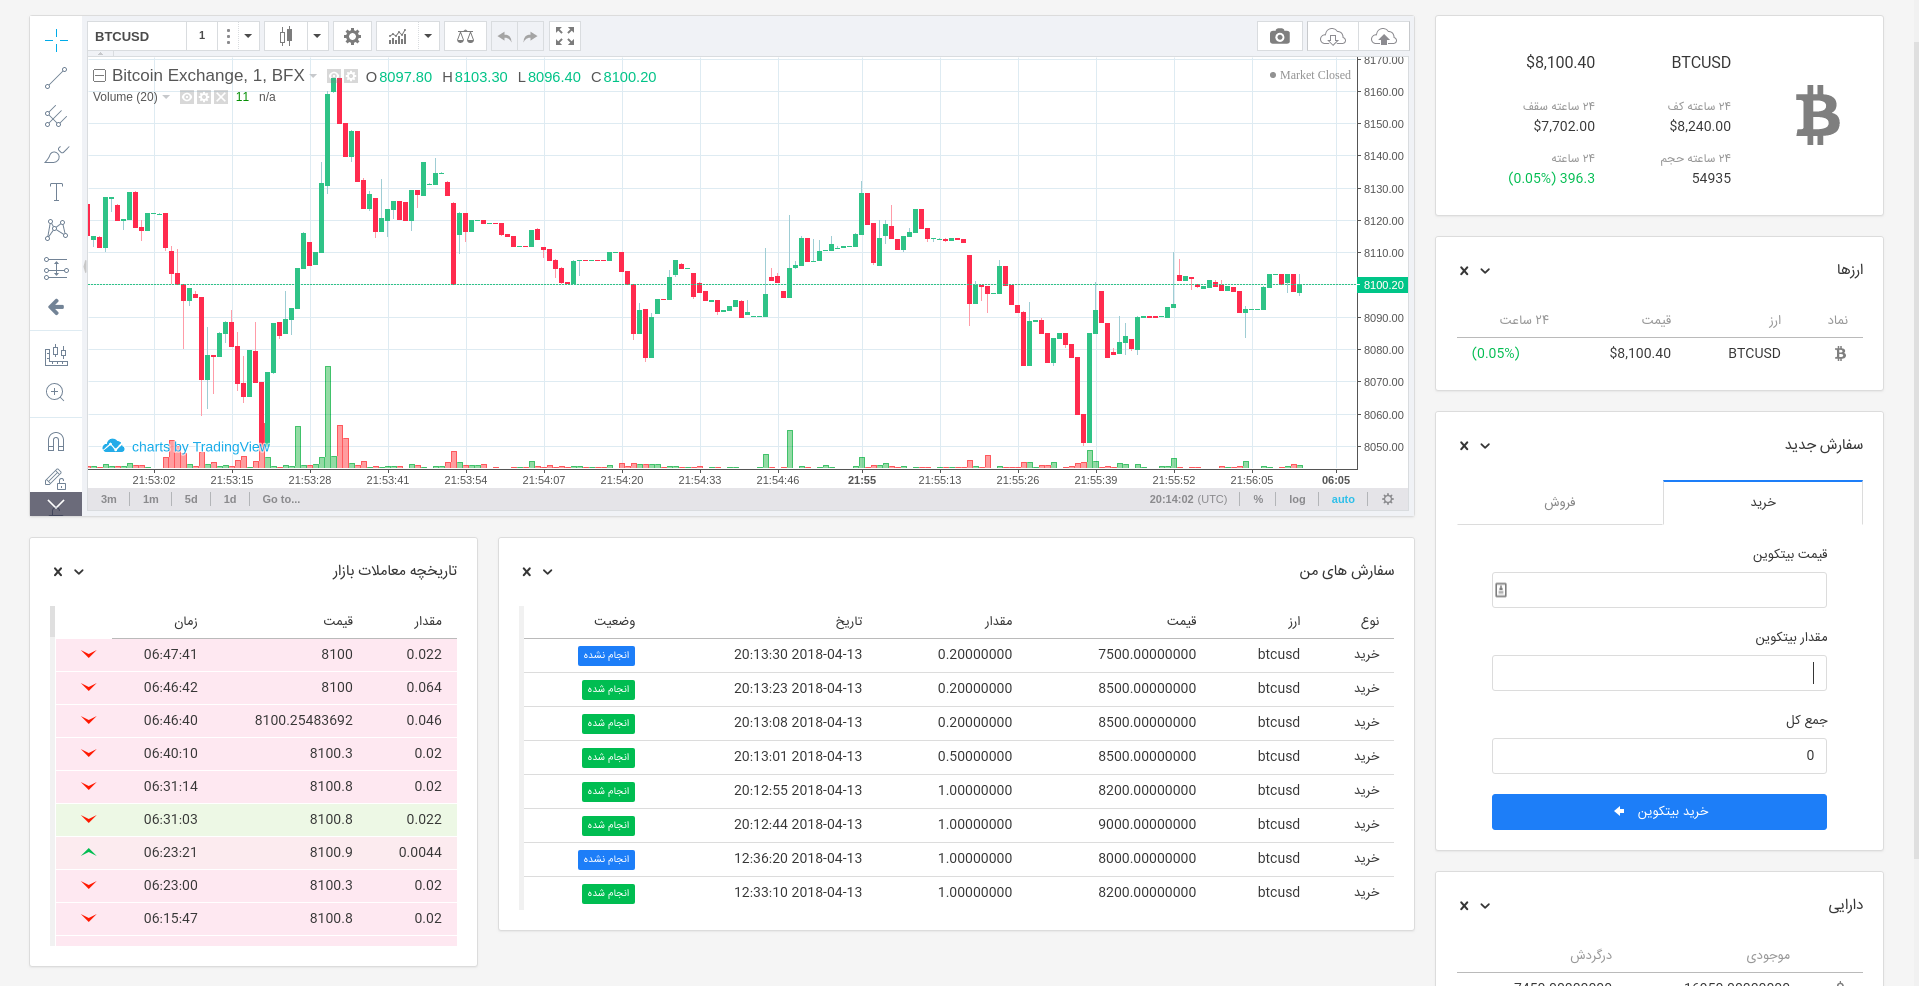 BTCUSD 1
Bitcoin Exchange, 1, BFX O8097.80 H8103.30 L8096.40 C8100.20
Volume (20) 11 n/a
Market Closed
8170.00
8160.00
8150.00
8140.00
8130.00
8120.00
8110.00
8100.20
8090.00
8080.00
8070.00
8060.00
8050.00
charts by TradingView
21:53:02 21:53:15 21:53:28 21:53:41 21:53:54 21:54:07 21:54:20 21:54:33 21:54:46 21:55 21:55:13 21:55:26 21:55:39 21:55:52 21:56:05 06:05
3m 1m 5d 1d Go to... 20:14:02 (UTC) % log auto
BTCUSD $8,100.40
۲۴ ساعته کف ۲۴ ساعته سقف
$8,240.00 $7,702.00
۲۴ ساعته حجم ۲۴ ساعته
54935 (0.05%) 396.3
ارزها
نماد ارز قیمت ۲۴ ساعت
BTCUSD $8,100.40 (0.05%)
سفارش جدید
خرید فروش
قیمت بیتکوین
مقدار بیتکوین
جمع کل
0
خرید بیتکوین
دارایی
موجودی درگردش
سفارش های من
نوع ارز قیمت مقدار تاریخ وضعیت
خرید btcusd 7500.00000000 0.20000000 20:13:30 2018-04-13 انجام نشده
خرید btcusd 8500.00000000 0.20000000 20:13:23 2018-04-13 انجام شده
خرید btcusd 8500.00000000 0.20000000 20:13:08 2018-04-13 انجام شده
خرید btcusd 8500.00000000 0.50000000 20:13:01 2018-04-13 انجام شده
خرید btcusd 8200.00000000 1.00000000 20:12:55 2018-04-13 انجام شده
خرید btcusd 9000.00000000 1.00000000 20:12:44 2018-04-13 انجام شده
خرید btcusd 8000.00000000 1.00000000 12:36:20 2018-04-13 انجام نشده
خرید btcusd 8200.00000000 1.00000000 12:33:10 2018-04-13 انجام شده
تاریخچه معاملات بازار
مقدار قیمت زمان
0.022 8100 06:47:41
0.064 8100 06:46:42
0.046 8100.25483692 06:46:40
0.02 8100.3 06:40:10
0.02 8100.8 06:31:14
0.022 8100.8 06:31:03
0.0044 8100.9 06:23:21
0.02 8100.3 06:23:00
0.02 8100.8 06:15:47